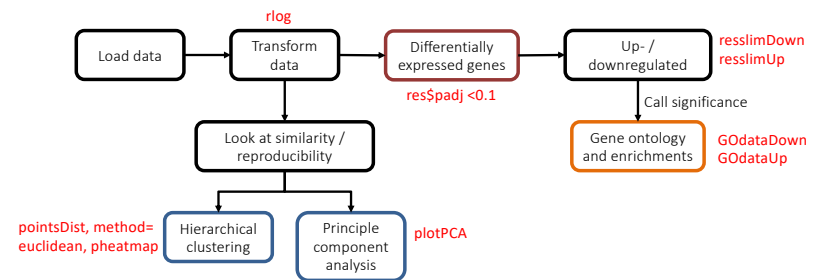 rlog
Load data
Transform
data
Differentially
expressed genes
Up- /
downregulated
resslimDown
resslimUp
res$padj <0.1
Call significance
Look at similarity /
reproducibility
Gene ontology
and enrichments
GOdataDown
GOdataUp
pointsDist, method=
euclidean, pheatmap
Hierarchical
clustering
Principle
component
analysis
plotPCA